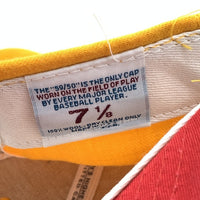 THE "59/50" IS THE ONLY CAP
WORN ON THE FIELD OF PLAY
BY EVERY MAJOR LEAGUE
BASEBALL PLAYER.
7 1/8
100% WOOL · DRY CLEAN ONLY